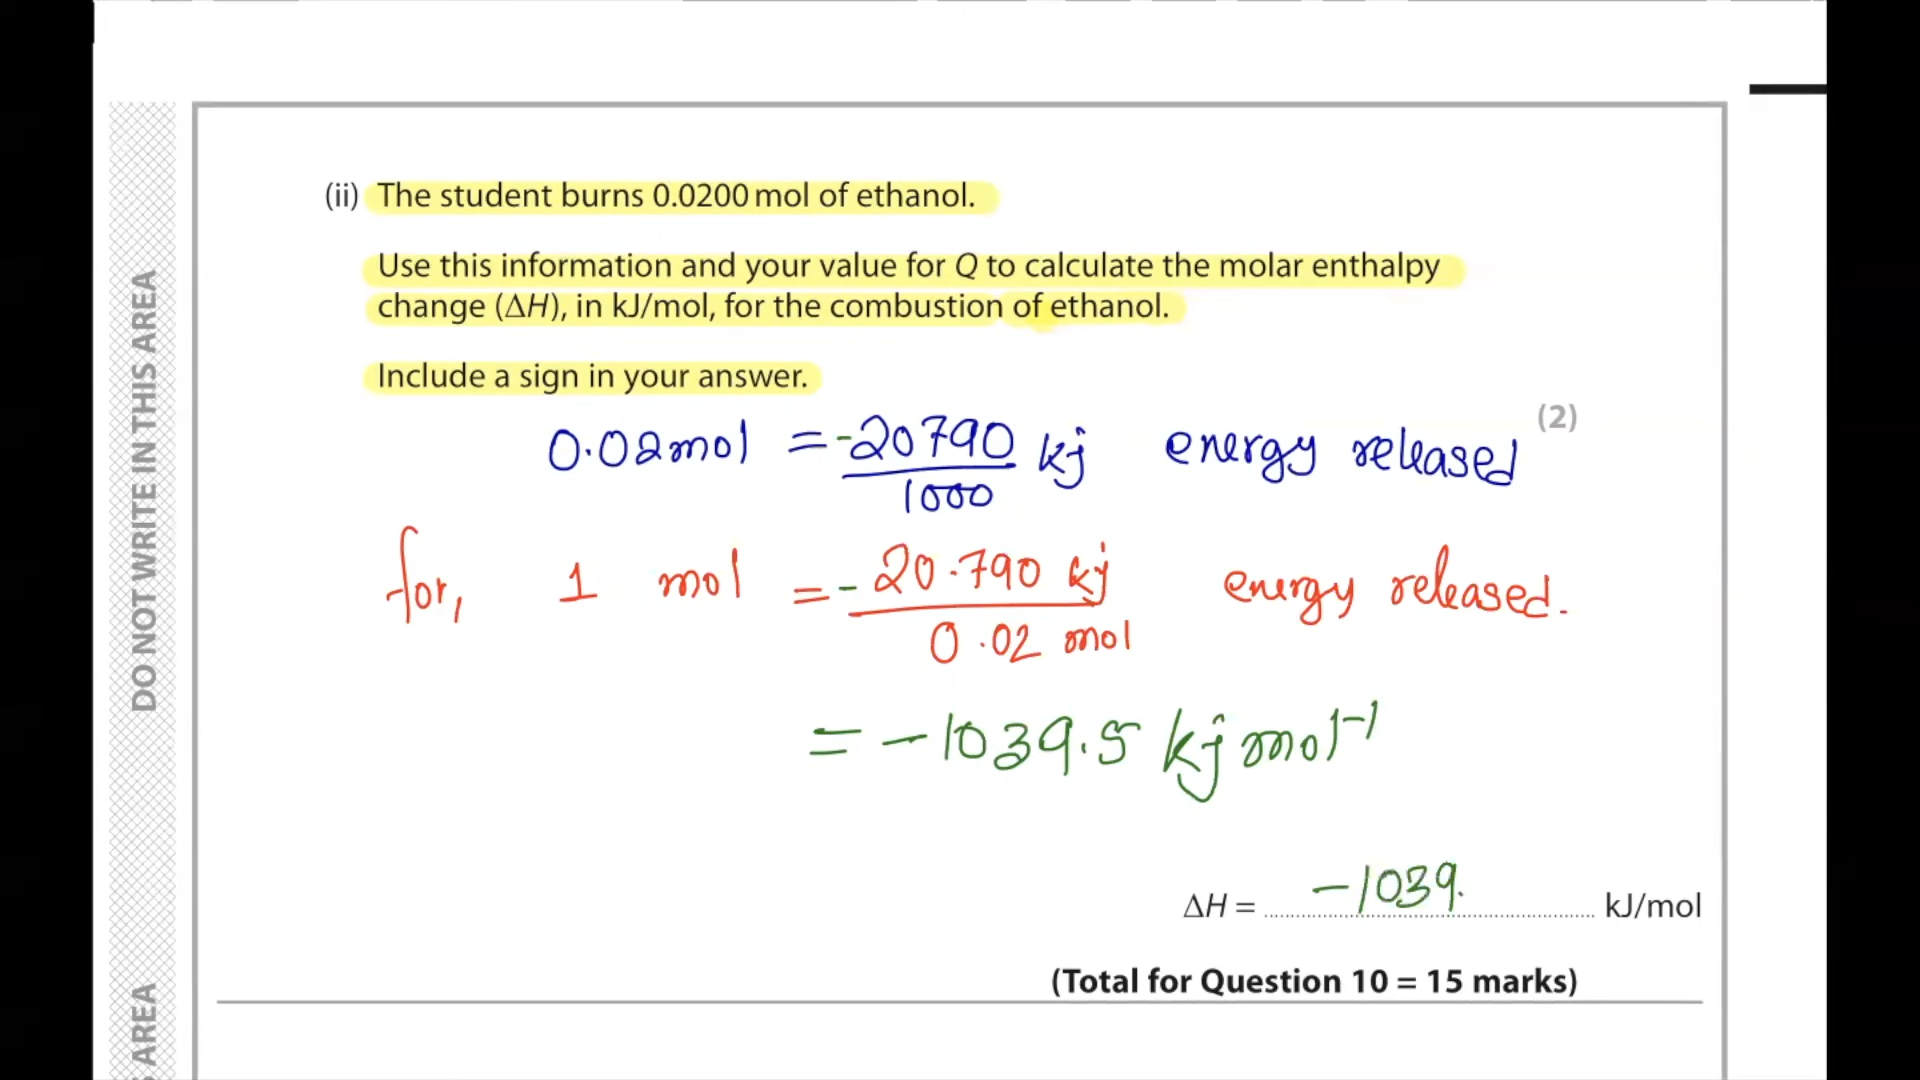 (ii) The student burns 0.0200 mol of ethanol.
Use this information and your value for Q to calculate the molar enthalpy
change (ΔH), in kJ/mol, for the combustion of ethanol.
Include a sign in your answer.
(2)
0.02 mol = -20790/1000 kj energy released
for, 1 mol = -20.790 kj/0.02 mol energy released.
= -1039.5 kj mol⁻¹
ΔH = -1039. kJ/mol
(Total for Question 10 = 15 marks)
DO NOT WRITE IN THIS AREA
S AREA